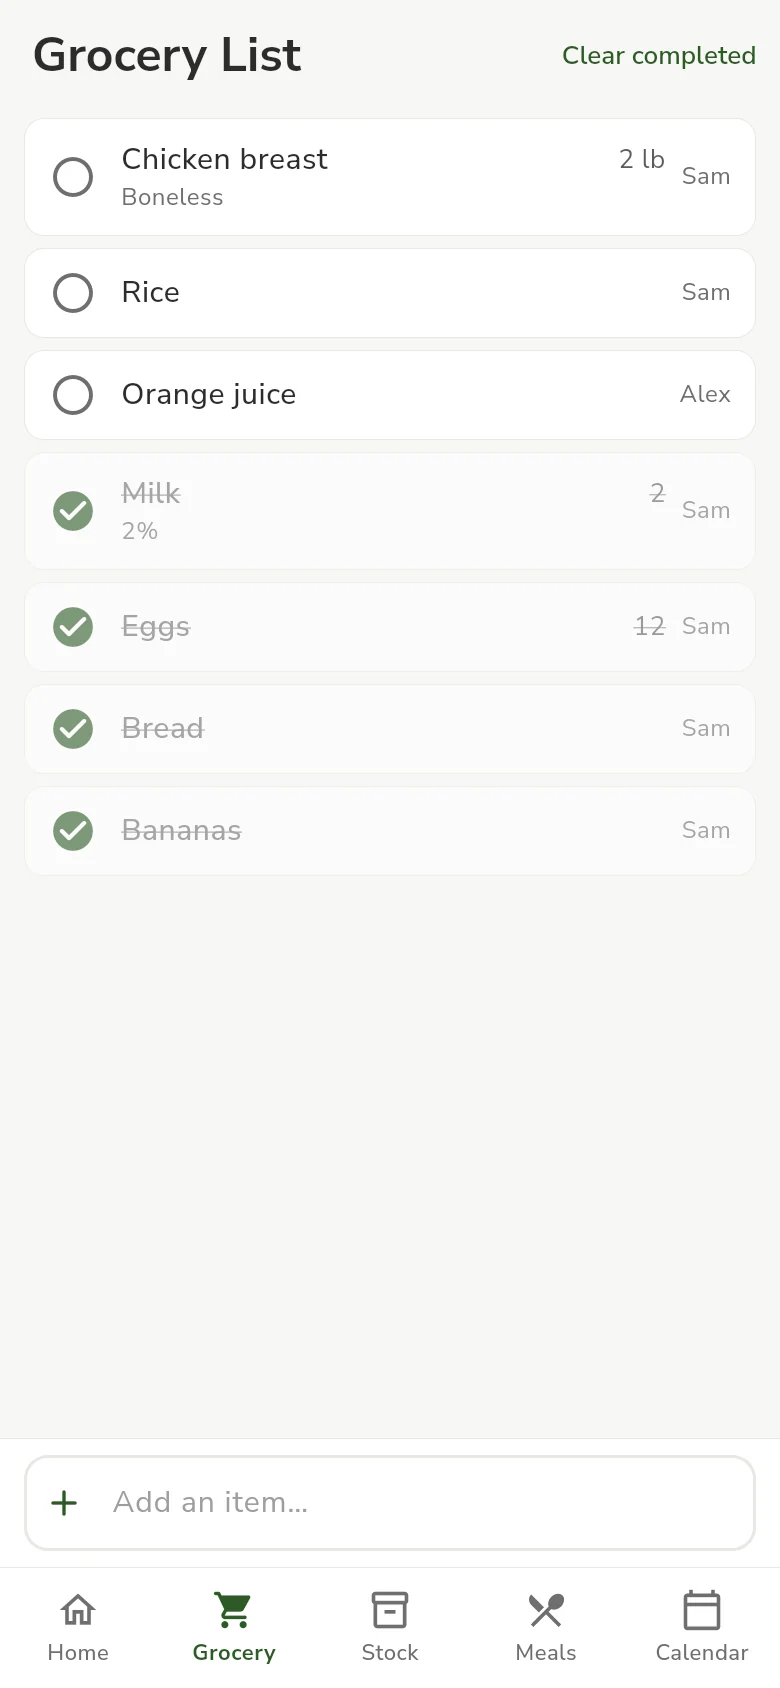 Grocery List
Clear completed
Chicken breast
2 lb
Sam
Boneless
Rice
Sam
Orange juice
Alex
Milk
2
Sam
2%
Eggs
12
Sam
Bread
Sam
Bananas
Sam
Add an item...
Home
Grocery
Stock
Meals
Calendar